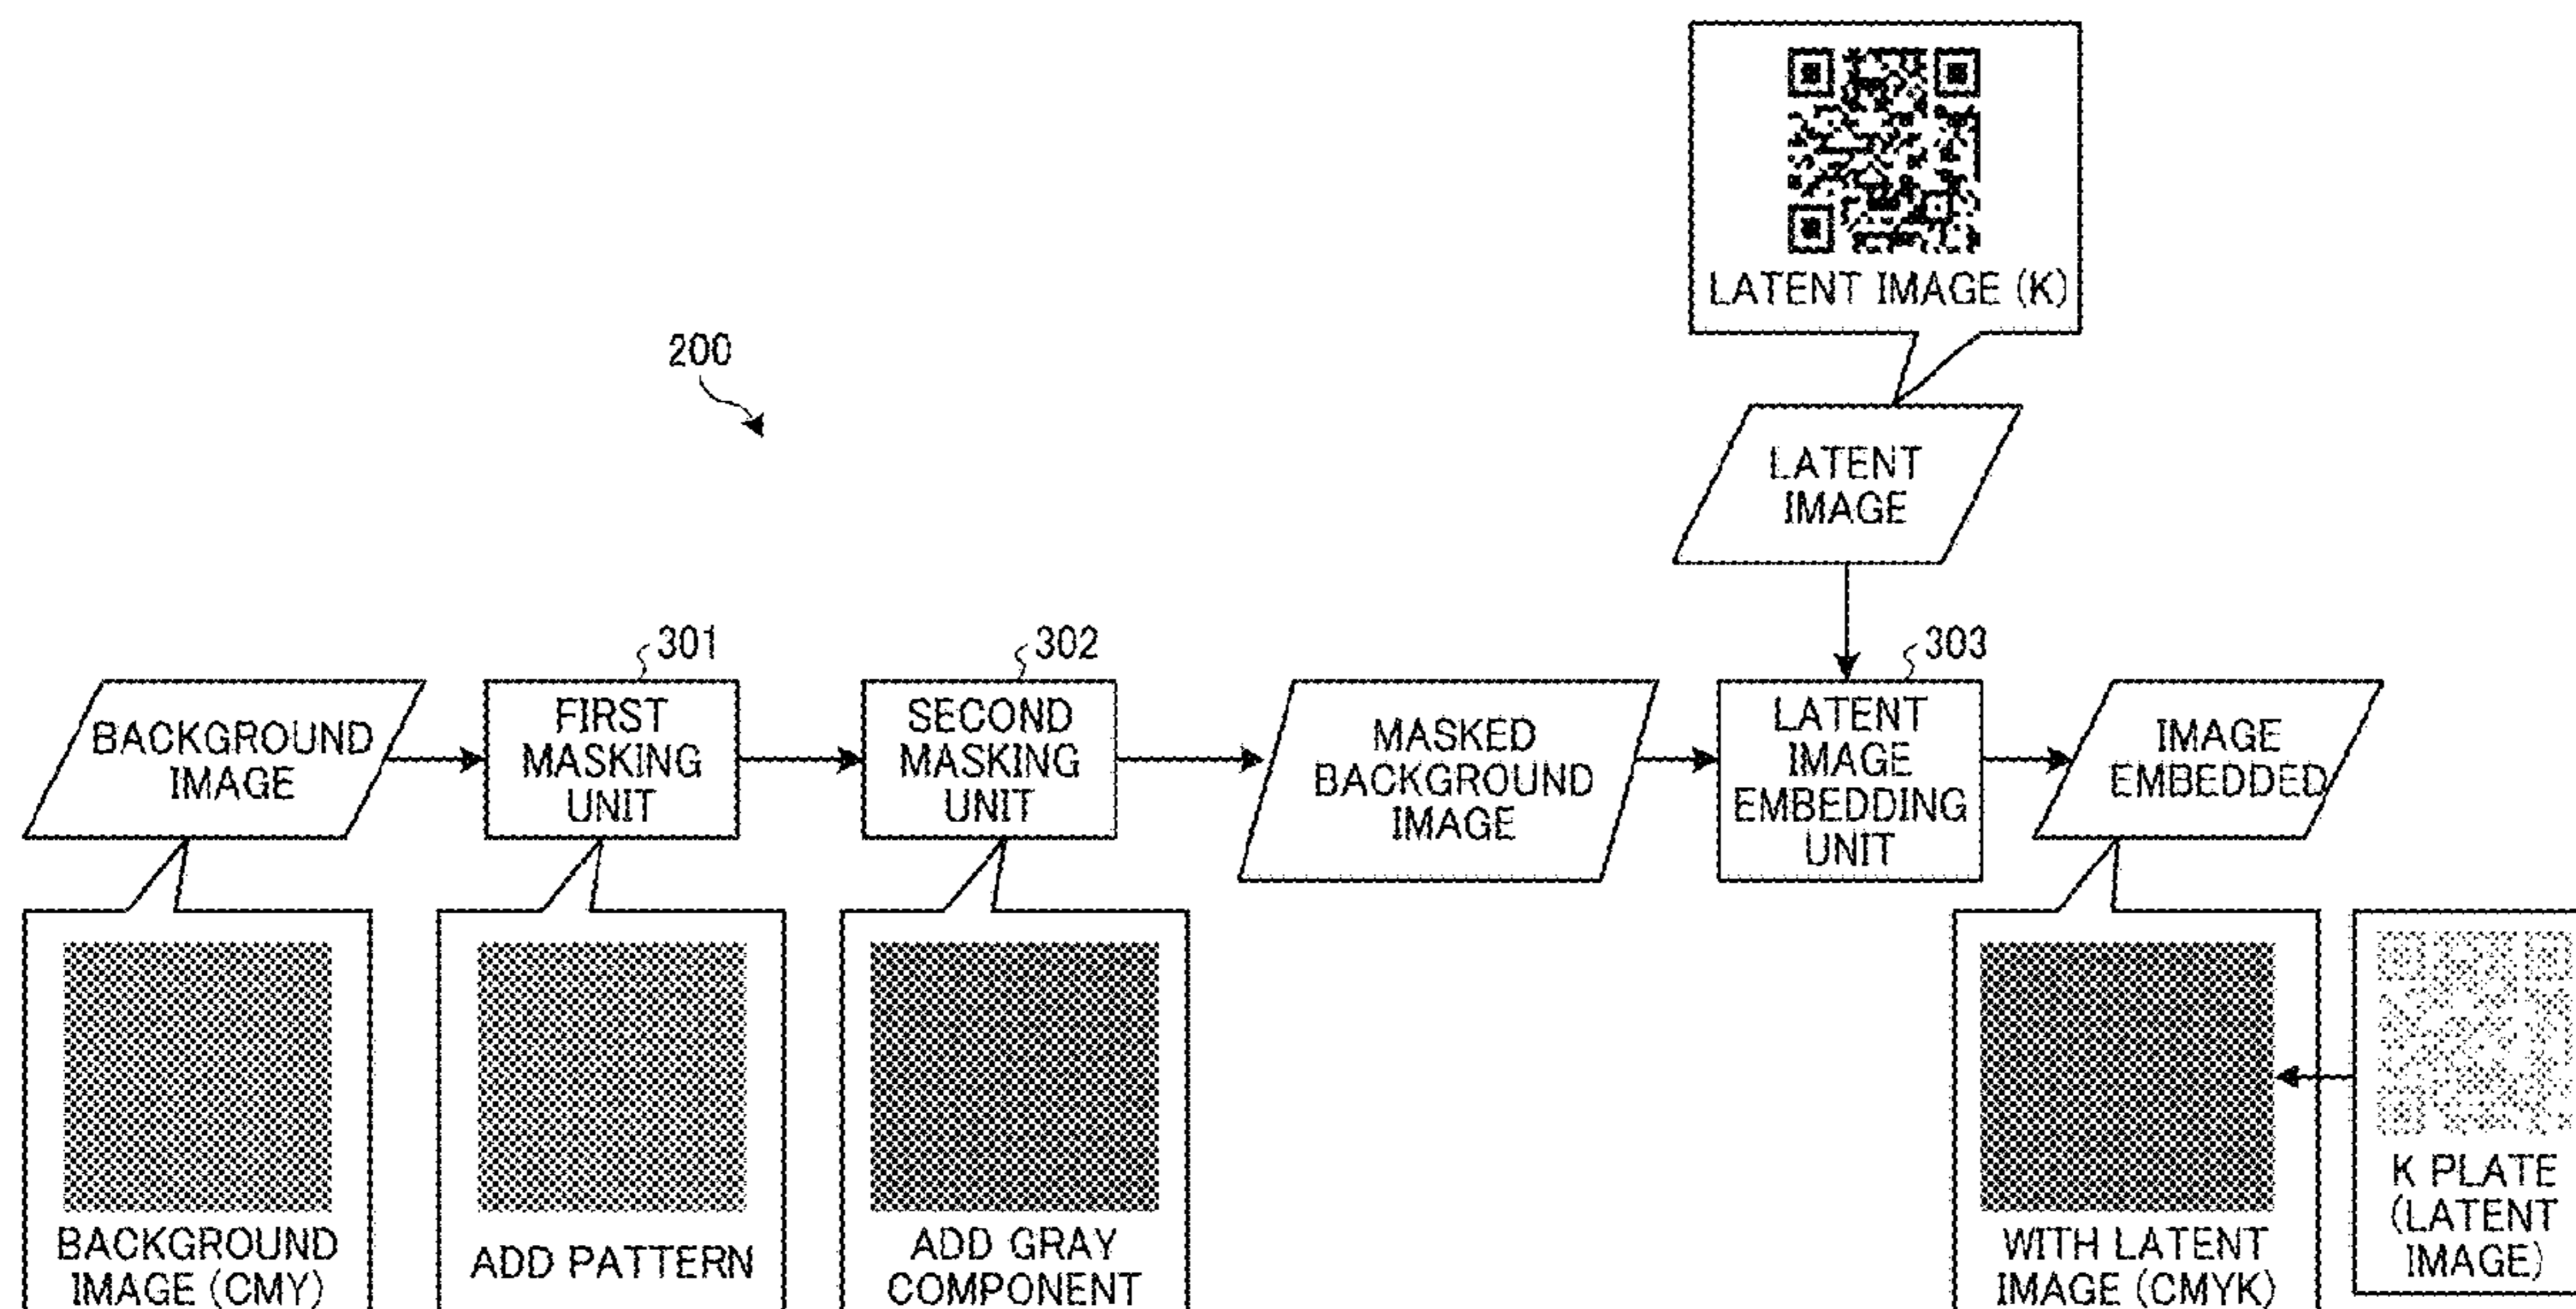 LATENT IMAGE (K)
200
LATENT
IMAGE
301
302
303
BACKGROUND
IMAGE
FIRST
MASKING
UNIT
SECOND
MASKING
UNIT
MASKED
BACKGROUND
IMAGE
LATENT
IMAGE
EMBEDDING
UNIT
IMAGE
EMBEDDED
BACKGROUND
IMAGE (CMY)
ADD PATTERN
ADD GRAY
COMPONENT
WITH LATENT
IMAGE (CMYK)
K PLATE
(LATENT
IMAGE)